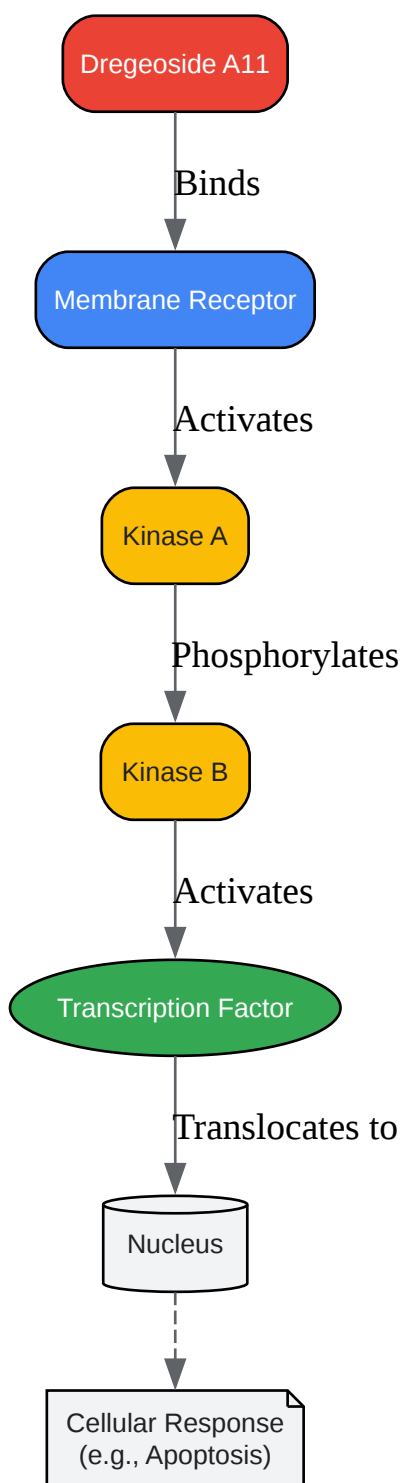 Dregeoside A11
Binds
Membrane Receptor
Activates
Kinase A
Phosphorylates
Kinase B
Activates
Transcription Factor
Translocates to
Nucleus
Cellular Response
(e.g., Apoptosis)